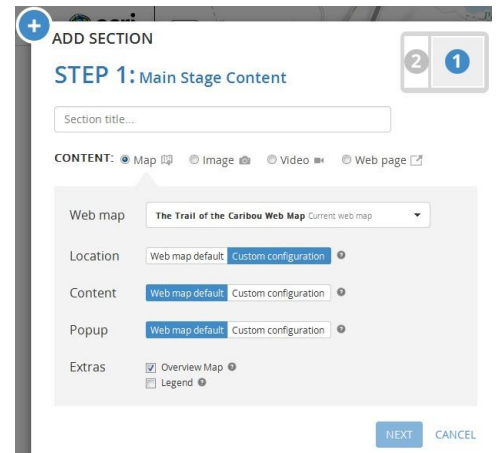 ADD SECTION
STEP 1: Main Stage Content
2 1
Section title...
CONTENT: Map Image Video Web page
Web map The Trail of the Caribou Web Map Current web map
Location Web map default Custom configuration
Content Web map default Custom configuration
Popup Web map default Custom configuration
Extras Overview Map
Legend
NEXT CANCEL